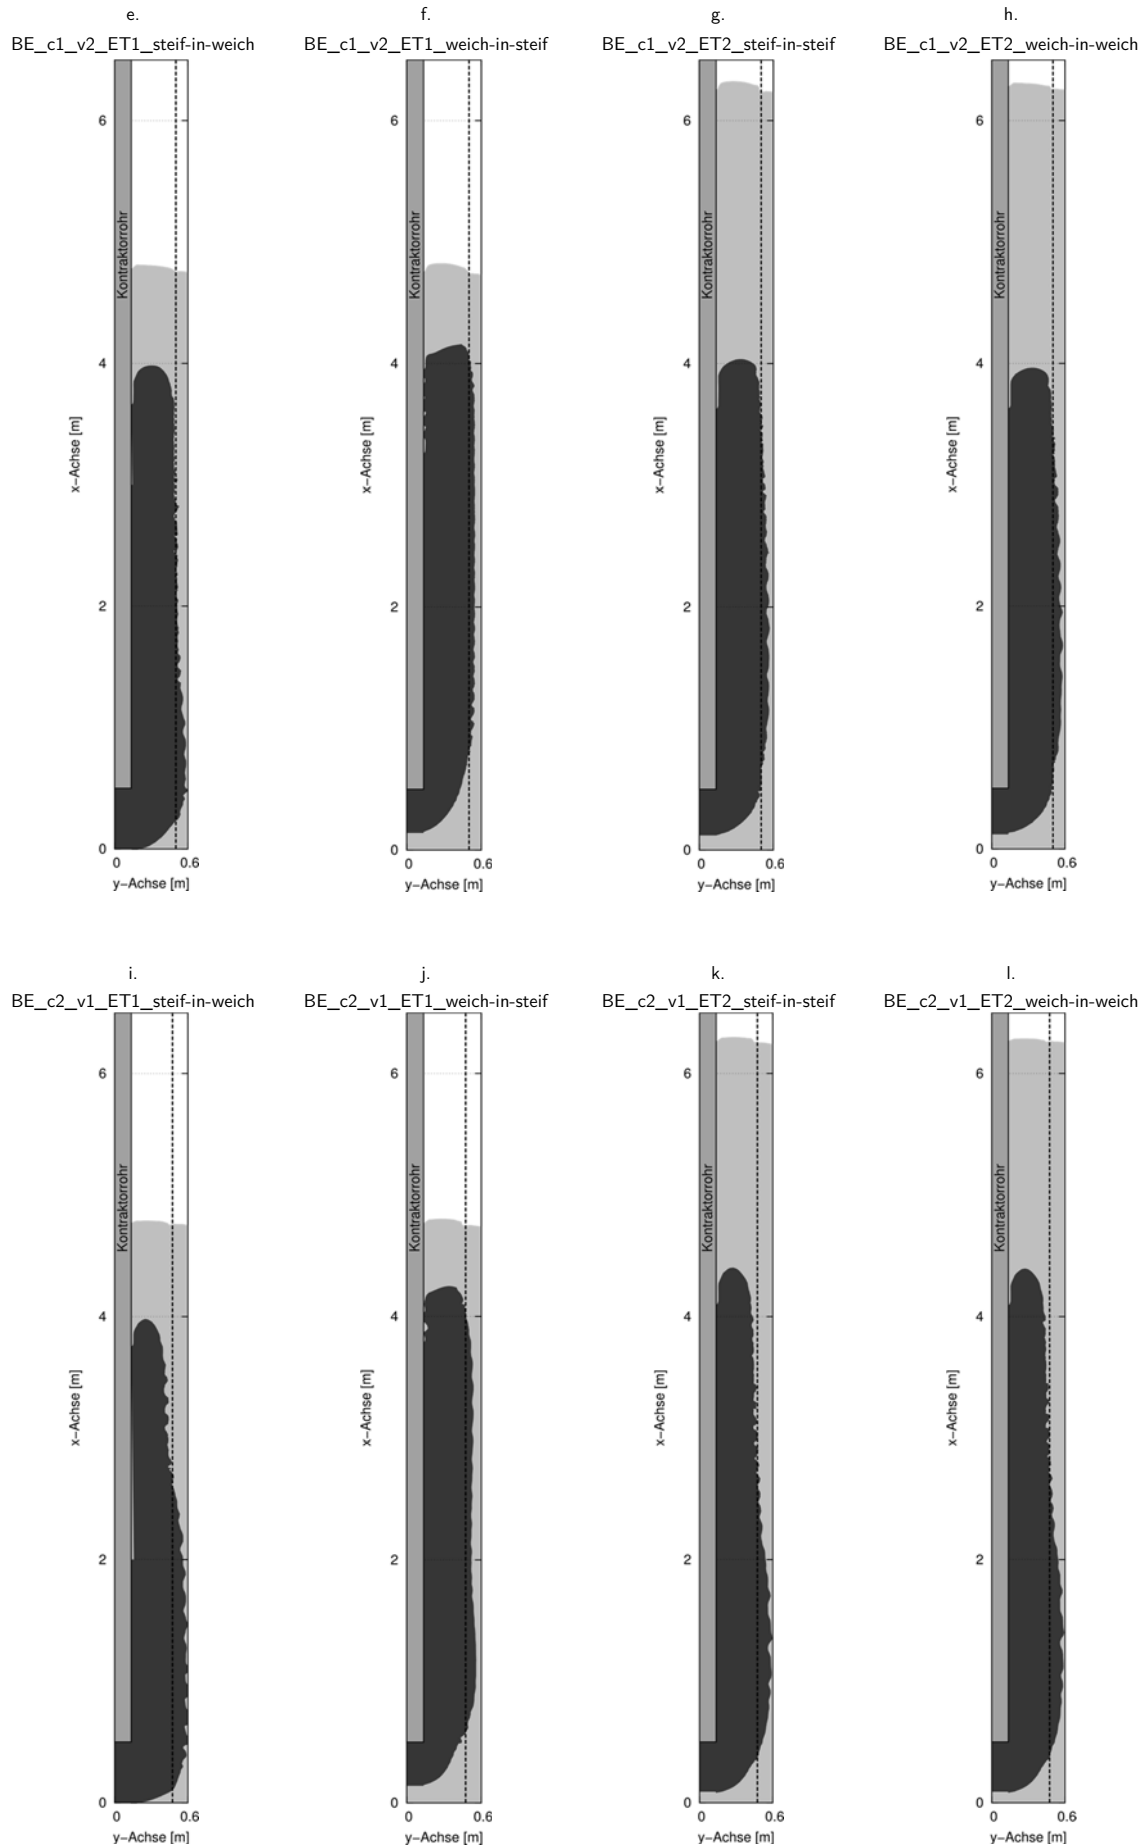 e. f. g. h.
BE_c1_v2_ET1_steif-in-weich BE_c1_v2_ET1_weich-in-steif BE_c1_v2_ET2_steif-in-steif BE_c1_v2_ET2_weich-in-weich
6 6 6 6
Kontraktorrohr Kontraktorrohr Kontraktorrohr Kontraktorrohr
4 4 4 4
x–Achse [m] x–Achse [m] x–Achse [m] x–Achse [m]
2 2 2 2
0 0 0 0
0 0.6 0 0.6 0 0.6 0 0.6
y–Achse [m] y–Achse [m] y–Achse [m] y–Achse [m]
i. j. k. l.
BE_c2_v1_ET1_steif-in-weich BE_c2_v1_ET1_weich-in-steif BE_c2_v1_ET2_steif-in-steif BE_c2_v1_ET2_weich-in-weich
6 6 6 6
Kontraktorrohr Kontraktorrohr Kontraktorrohr Kontraktorrohr
4 4 4 4
x–Achse [m] x–Achse [m] x–Achse [m] x–Achse [m]
2 2 2 2
0 0 0 0
0 0.6 0 0.6 0 0.6 0 0.6
y–Achse [m] y–Achse [m] y–Achse [m] y–Achse [m]